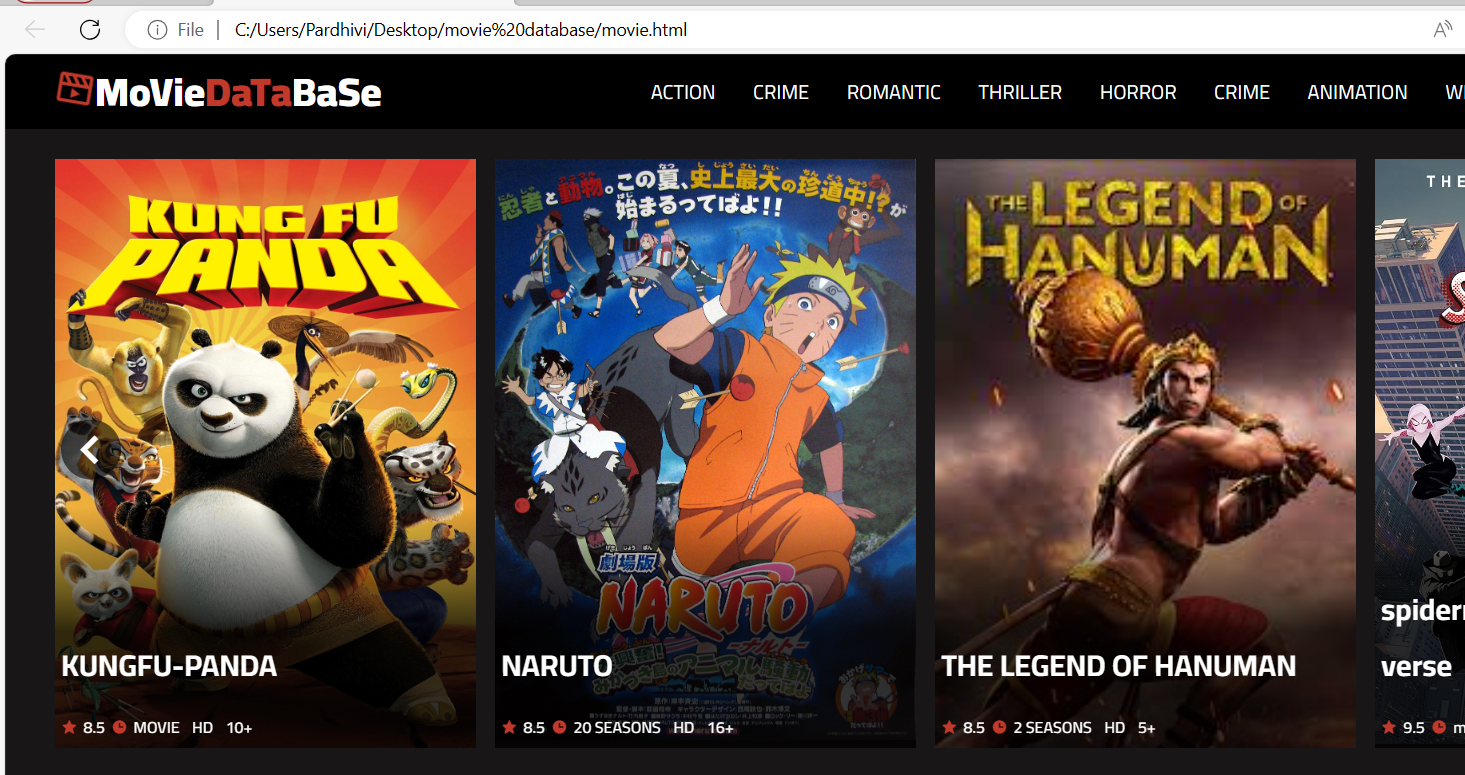 File | C:/Users/Pardhivi/Desktop/movie%20database/movie.html
MoVieDaTaBaSe
ACTION CRIME ROMANTIC THRILLER HORROR CRIME ANIMATION
KUNG FU
PANDA
KUNGFU-PANDA
8.5 MOVIE HD 10+
忍者と動物。この夏、史上最大の珍道中!?が
始まるってばよ!!
劇場版
NARUTO
-ナルト-
NARUTO
8.5 20 SEASONS HD 16+
THE LEGEND OF
HANUMAN
THE LEGEND OF HANUMAN
8.5 2 SEASONS HD 5+
THE
verse
9.5